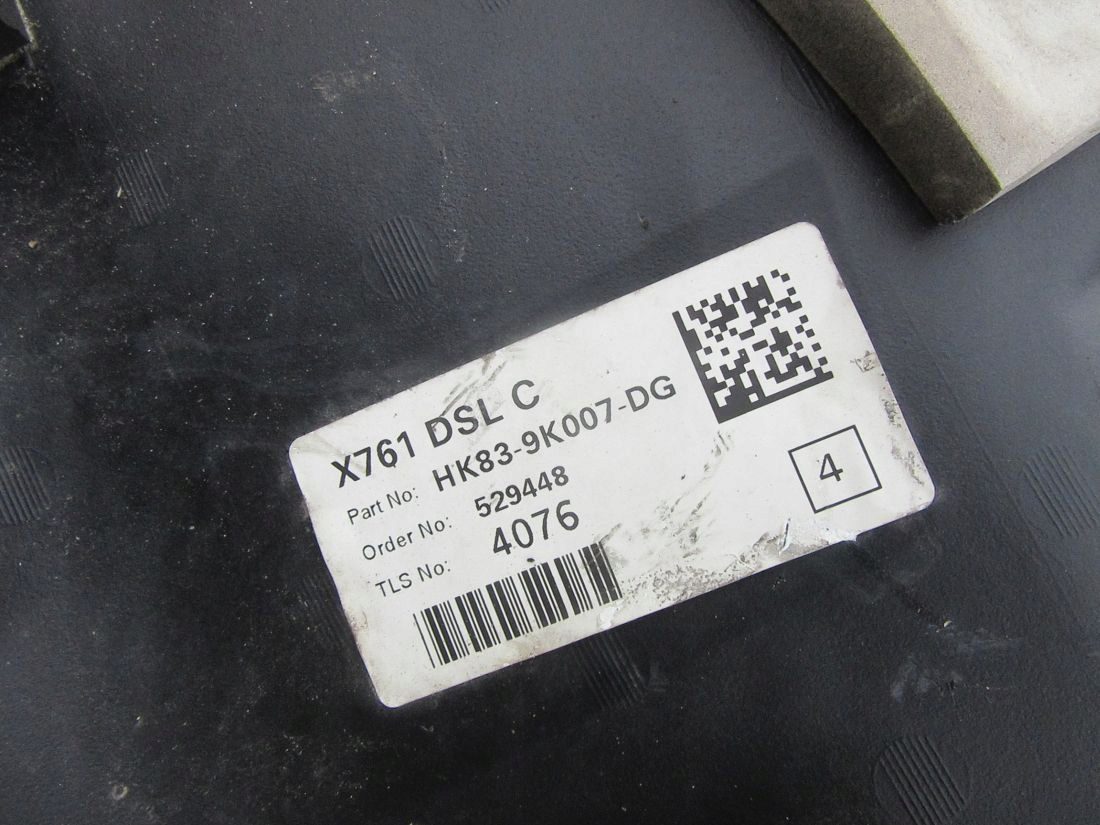 X761 DSL C
Part No: HK83-9K007-DG
Order No: 529448
TLS No: 4076
4